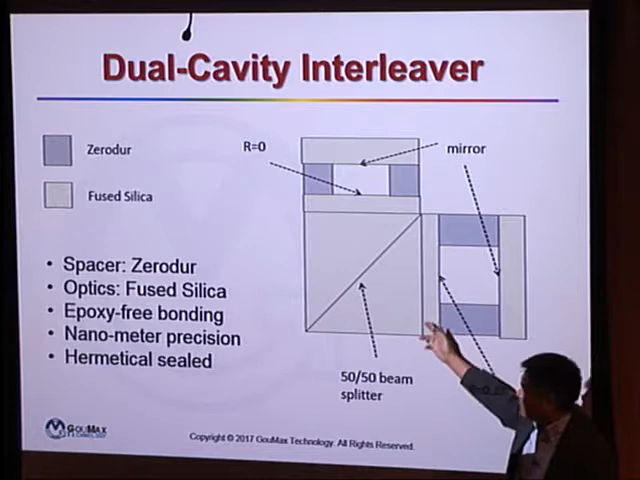 Dual-Cavity Interleaver
Zerodur
R=0
mirror
Fused Silica
• Spacer: Zerodur
• Optics: Fused Silica
• Epoxy-free bonding
• Nano-meter precision
• Hermetical sealed
50/50 beam
splitter
GOUMAX
TECHNOLOGY
Copyright © 2017 GouMax Technology. All Rights Reserved.